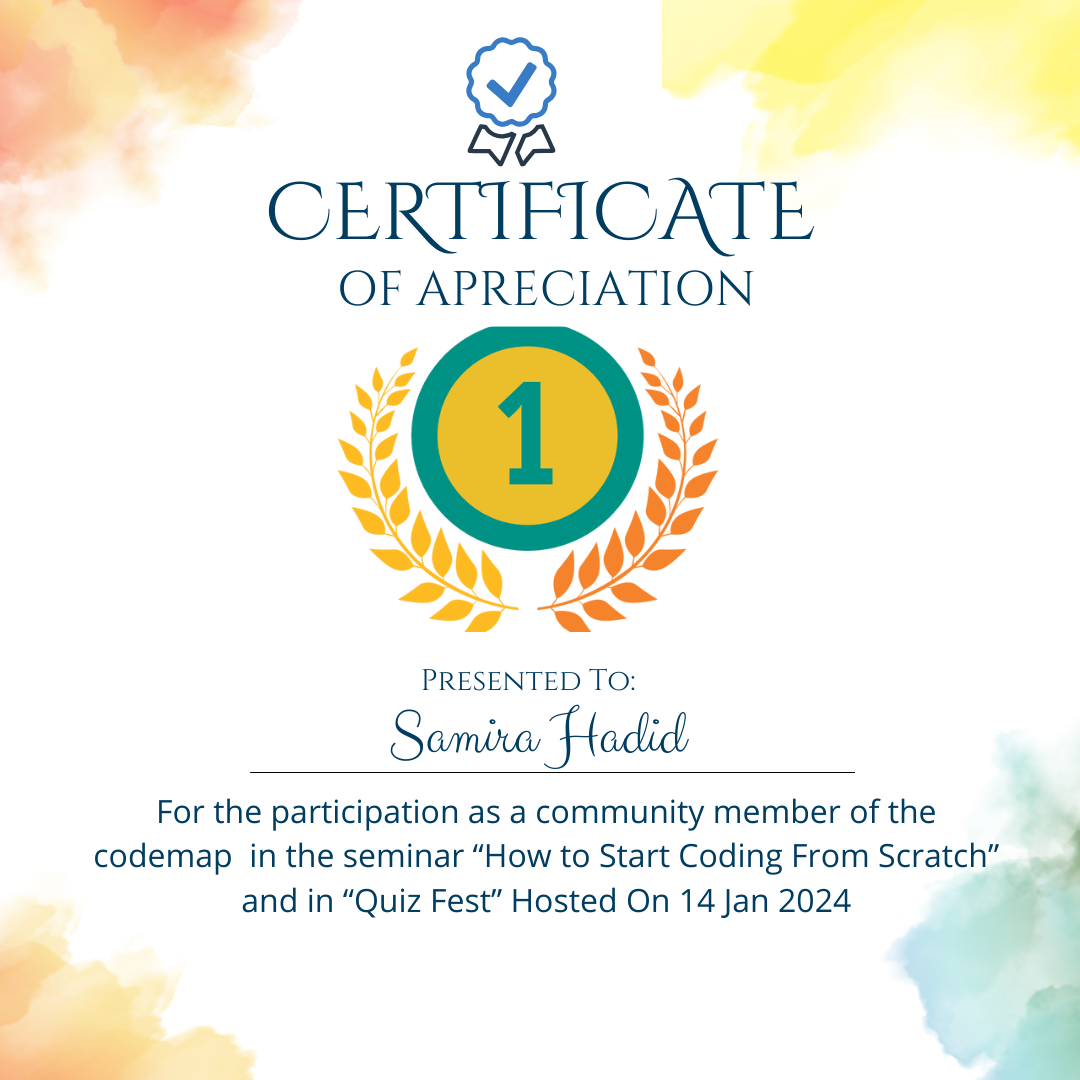 CERTIFICATE
OF APRECIATION
1
Presented To:
Samira Hadid
For the participation as a community member of the
codemap in the seminar “How to Start Coding From Scratch”
and in “Quiz Fest” Hosted On 14 Jan 2024